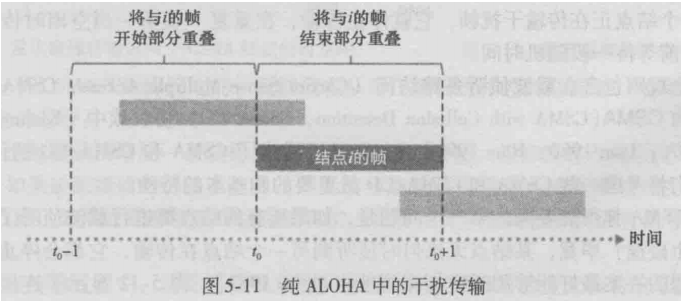 将与i的帧
开始部分重叠
将与i的帧
结束部分重叠
结点i的帧
t₀−1
t₀
t₀+1
时间
图 5-11 纯 ALOHA 中的干扰传输